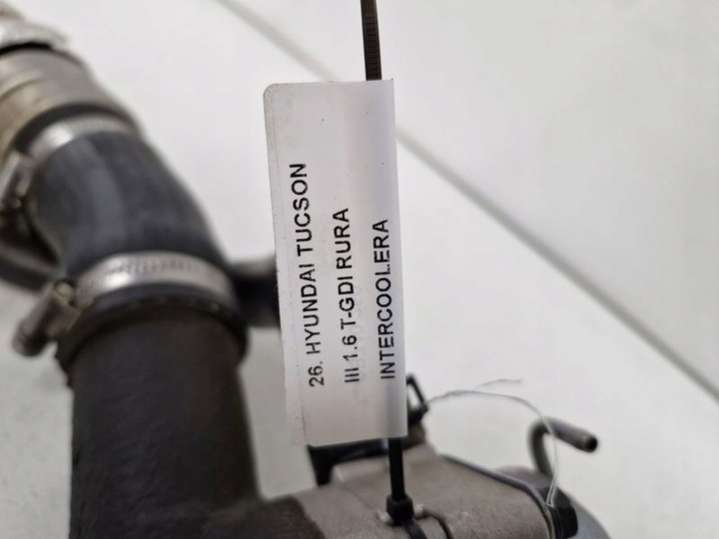 26. HYUNDAI TUCSON
III 1.6 T-GDI RURA
INTERCOOLERA